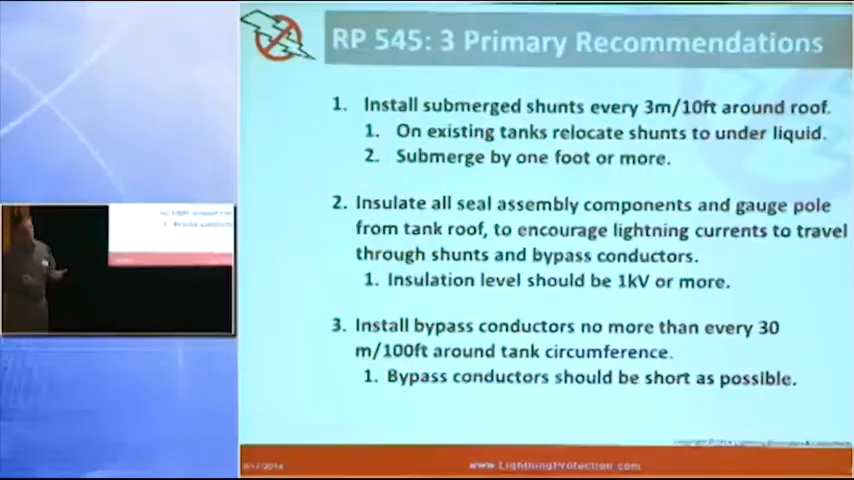 RP 545: 3 Primary Recommendations
1. Install submerged shunts every 3m/10ft around roof.
1. On existing tanks relocate shunts to under liquid.
2. Submerge by one foot or more.
2. Insulate all seal assembly components and gauge pole
from tank roof, to encourage lightning currents to travel
through shunts and bypass conductors.
1. Insulation level should be 1kV or more.
3. Install bypass conductors no more than every 30
m/100ft around tank circumference.
1. Bypass conductors should be short as possible.
www.LightningProtection.com